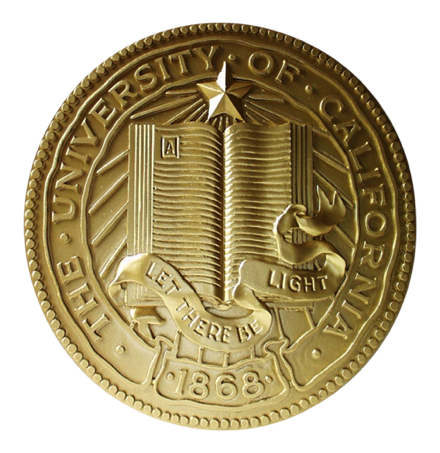 ·THE·UNIVERSITY·OF·CALIFORNIA·
A
LET THERE BE LIGHT
·1868·